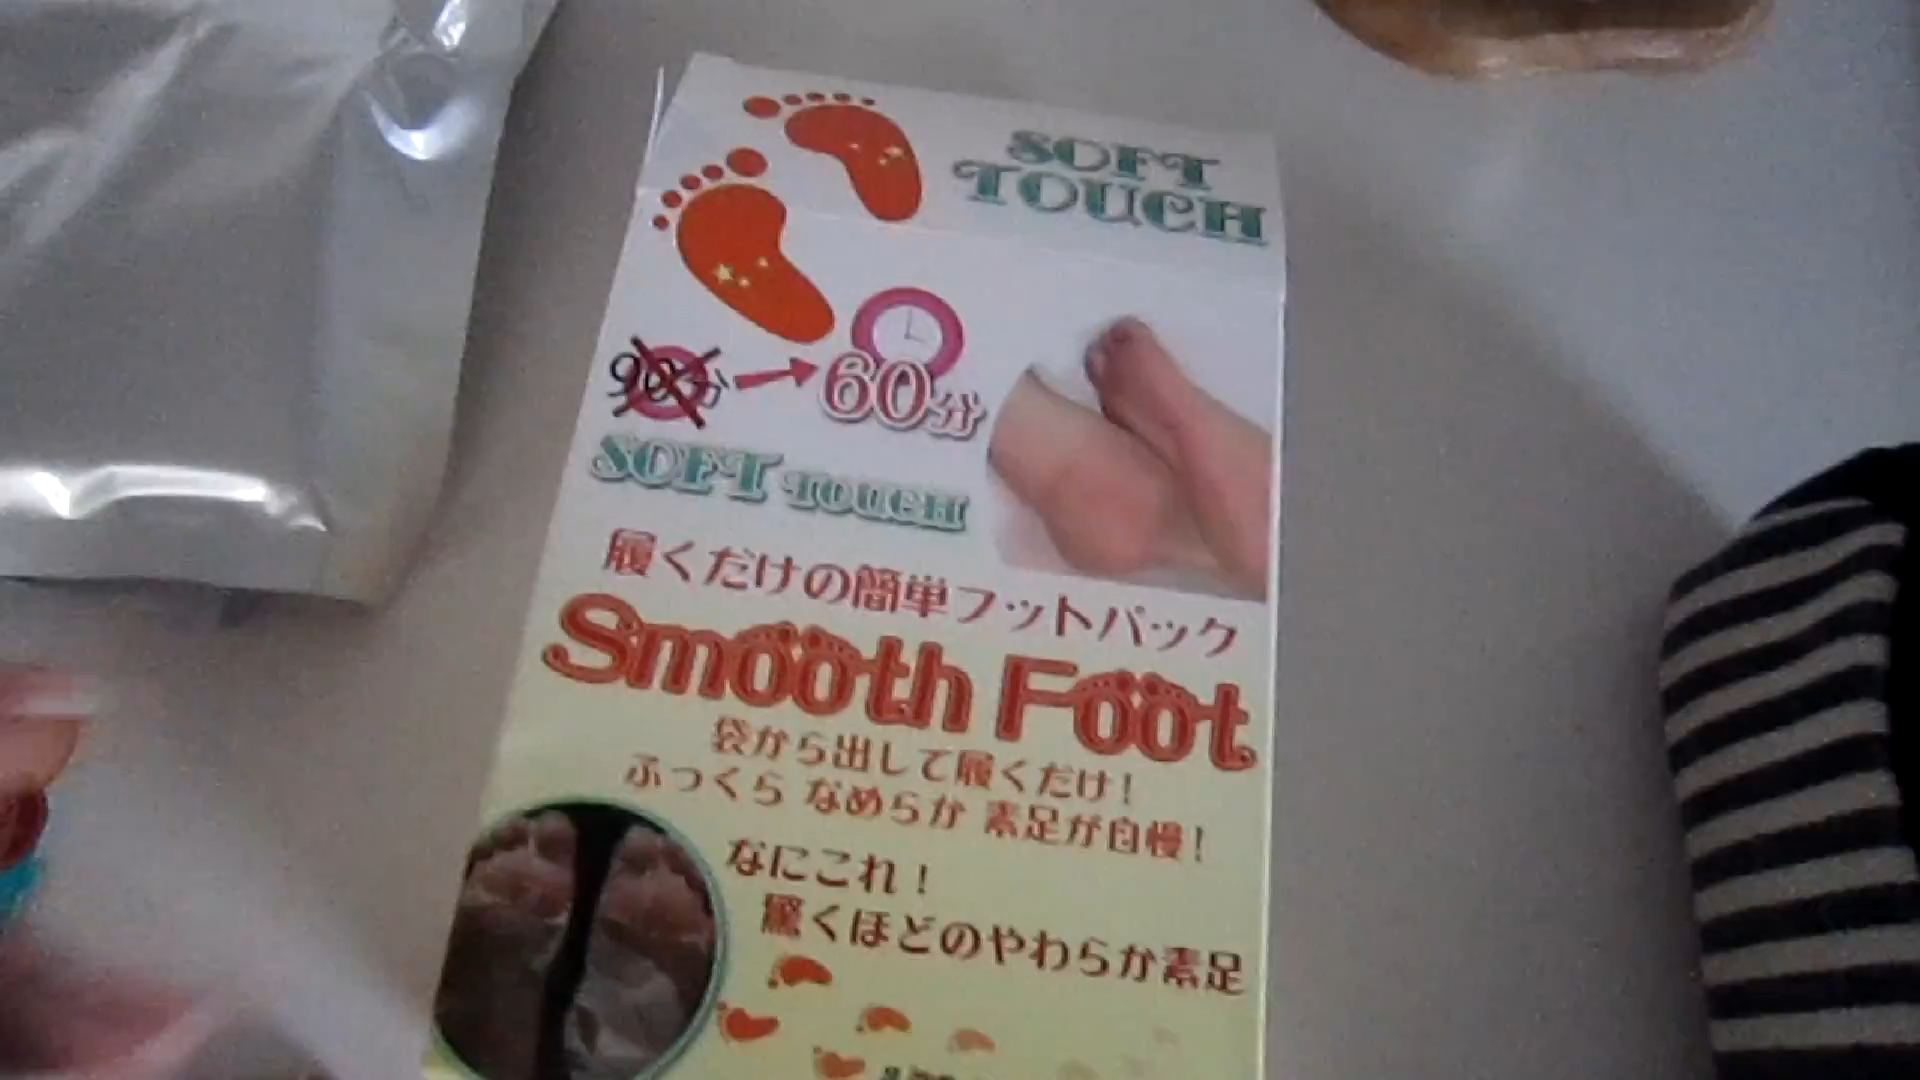 SOFT
TOUCH
90分
60分
SOFT TOUCH
履くだけの簡単フットパック
Smooth Foot
袋から出して履くだけ!
ふっくら なめらか 素足が自慢!
なにこれ!
驚くほどのやわらか素足